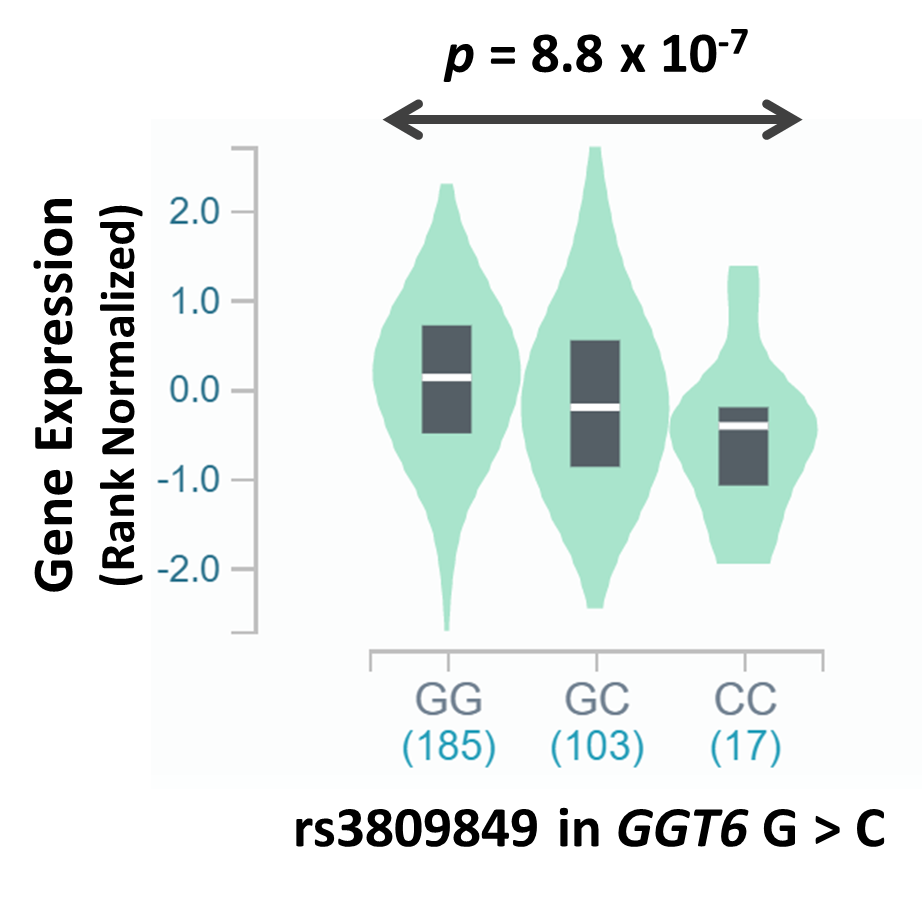 p = 8.8 x 10-7
Gene Expression
(Rank Normalized)
2.0
1.0
0.0
-1.0
-2.0
GG GC CC
(185) (103) (17)
rs3809849 in GGT6 G > C